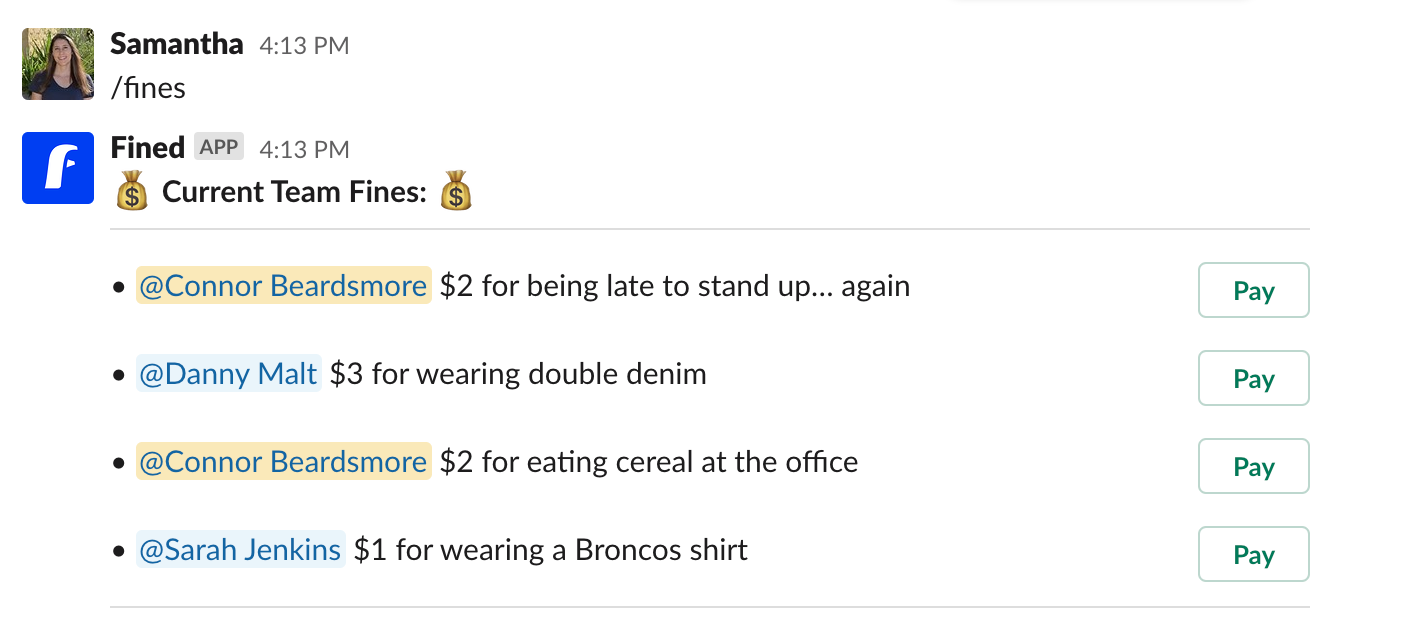 Samantha 4:13 PM
/fines
Fined APP 4:13 PM
💰 Current Team Fines: 💰
• @Connor Beardsmore $2 for being late to stand up... again
Pay
• @Danny Malt $3 for wearing double denim
Pay
• @Connor Beardsmore $2 for eating cereal at the office
Pay
• @Sarah Jenkins $1 for wearing a Broncos shirt
Pay